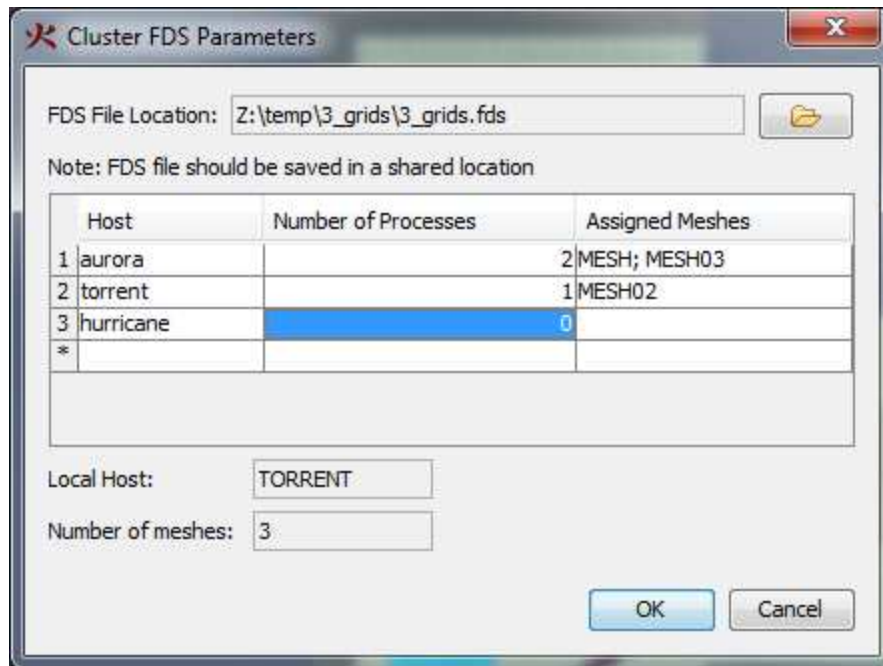 火 Cluster FDS Parameters
FDS File Location: Z:\temp\3_grids\3_grids.fds
Note: FDS file should be saved in a shared location
Host Number of Processes Assigned Meshes
1 aurora 2 MESH; MESH03
2 torrent 1 MESH02
3 hurricane 0
*
Local Host: TORRENT
Number of meshes: 3
OK Cancel